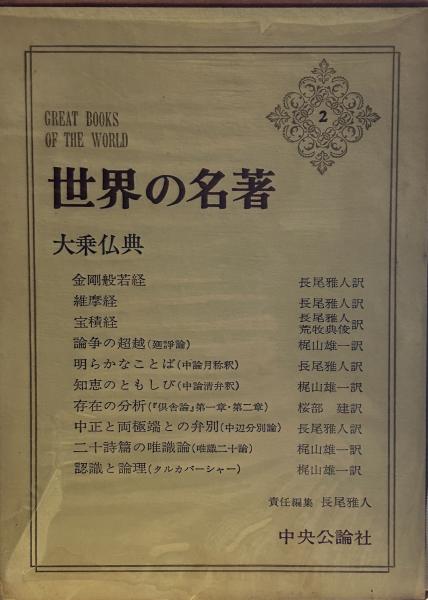 GREAT BOOKS
OF THE WORLD
2
世界の名著
大乗仏典
金剛般若経 長尾雅人訳
維摩経 長尾雅人訳
宝積経 長尾雅人 荒牧典俊 訳
論争の超越(廻諍論) 梶山雄一訳
明らかなことば(中論月称釈) 長尾雅人訳
知恵のともしび(中論清弁釈) 梶山雄一訳
存在の分析(『倶舎論』第一章・第二章) 桜部 建訳
中正と両極端との弁別(中辺分別論) 長尾雅人訳
二十詩篇の唯識論(唯識二十論) 梶山雄一訳
認識と論理(タルカバーシャー) 梶山雄一訳
責任編集 長尾雅人
中央公論社